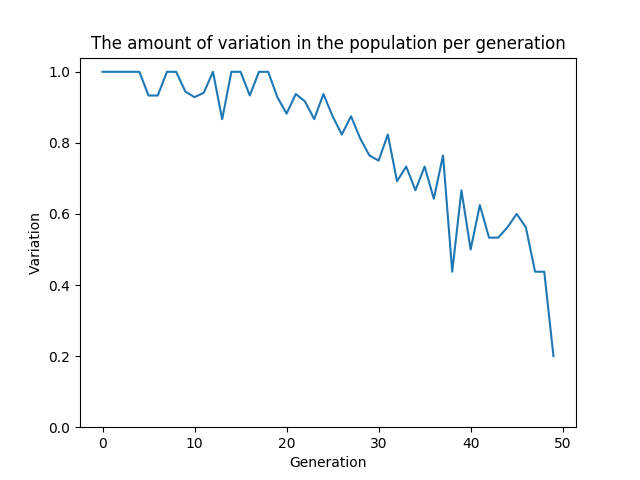 The amount of variation in the population per generation
1.0
0.8
0.6
0.4
0.2
0.0
Variation
0 10 20 30 40 50
Generation